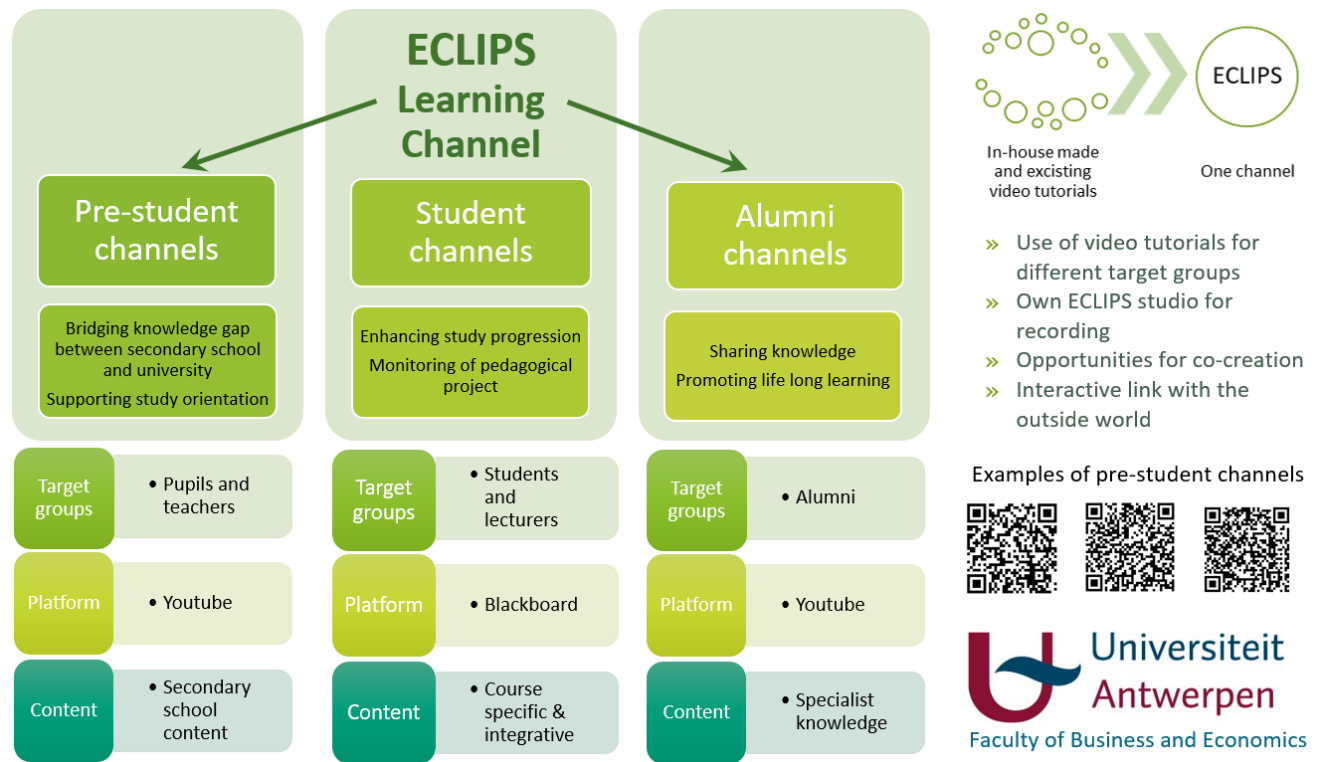 ECLIPS
Learning
Channel
Pre-student
channels
Bridging knowledge gap
between secondary school
and university
Supporting study orientation
Student
channels
Enhancing study progression
Monitoring of pedagogical
project
Alumni
channels
Sharing knowledge
Promoting life long learning
Target
groups
• Pupils and
teachers
Platform
• Youtube
Content
• Secondary
school
content
Target
groups
• Students
and
lecturers
Platform
• Blackboard
Content
• Course
specific &
integrative
Target
groups
• Alumni
Platform
• Youtube
Content
• Specialist
knowledge
ECLIPS
In-house made
and excisting
video tutorials
One channel
» Use of video tutorials for
different target groups
» Own ECLIPS studio for
recording
» Opportunities for co-creation
» Interactive link with the
outside world
Examples of pre-student channels
Universiteit
Antwerpen
Faculty of Business and Economics